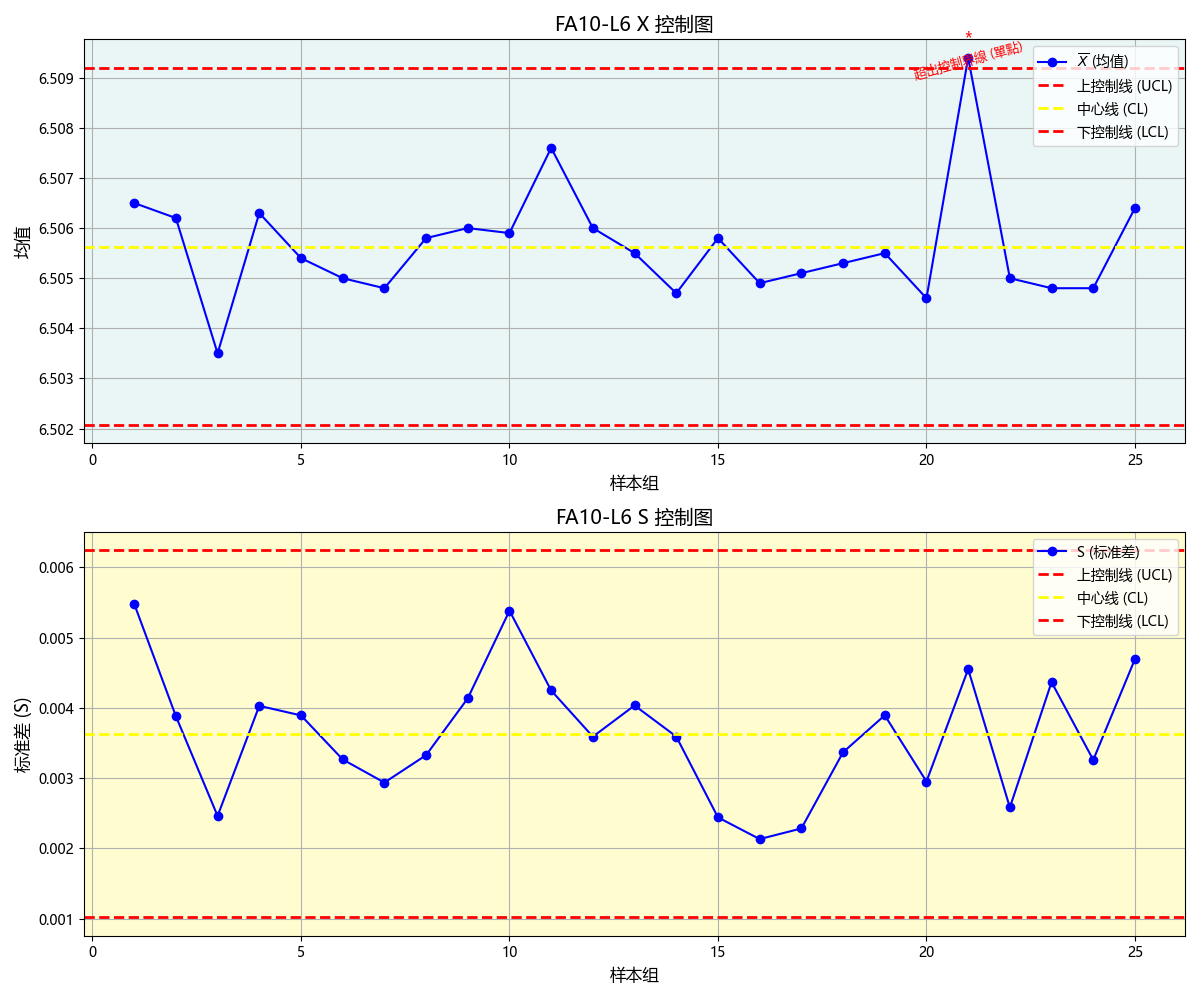 FA10-L6 X 控制图
*
超出控制界線 (單點)
X̅ (均值)
上控制线 (UCL)
中心线 (CL)
下控制线 (LCL)
均值
6.509
6.508
6.507
6.506
6.505
6.504
6.503
6.502
0 5 10 15 20 25
样本组
FA10-L6 S 控制图
S (标准差)
上控制线 (UCL)
中心线 (CL)
下控制线 (LCL)
标准差 (S)
0.006
0.005
0.004
0.003
0.002
0.001
0 5 10 15 20 25
样本组